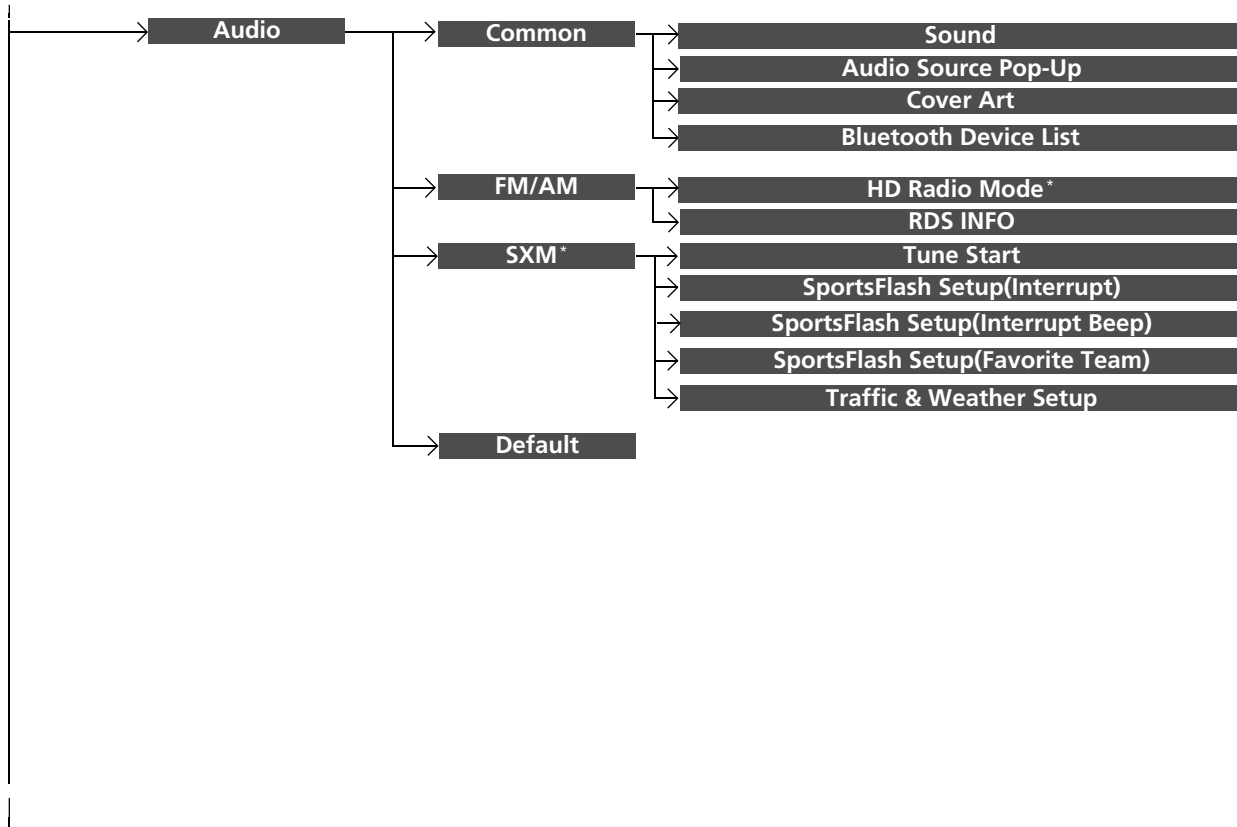 Audio
Common
Sound
Audio Source Pop-Up
Cover Art
Bluetooth Device List
FM/AM
HD Radio Mode*
RDS INFO
SXM*
Tune Start
SportsFlash Setup(Interrupt)
SportsFlash Setup(Interrupt Beep)
SportsFlash Setup(Favorite Team)
Traffic & Weather Setup
Default